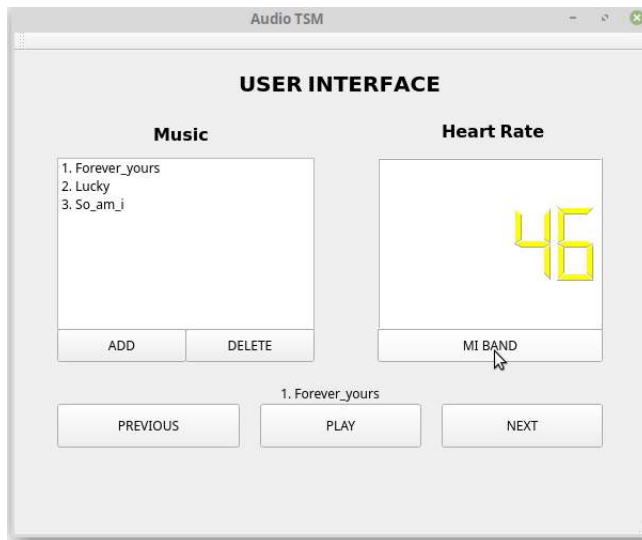 Audio TSM
USER INTERFACE
Music
Heart Rate
1. Forever_yours
2. Lucky
3. So_am_i
46
ADD
DELETE
MI BAND
1. Forever_yours
PREVIOUS
PLAY
NEXT